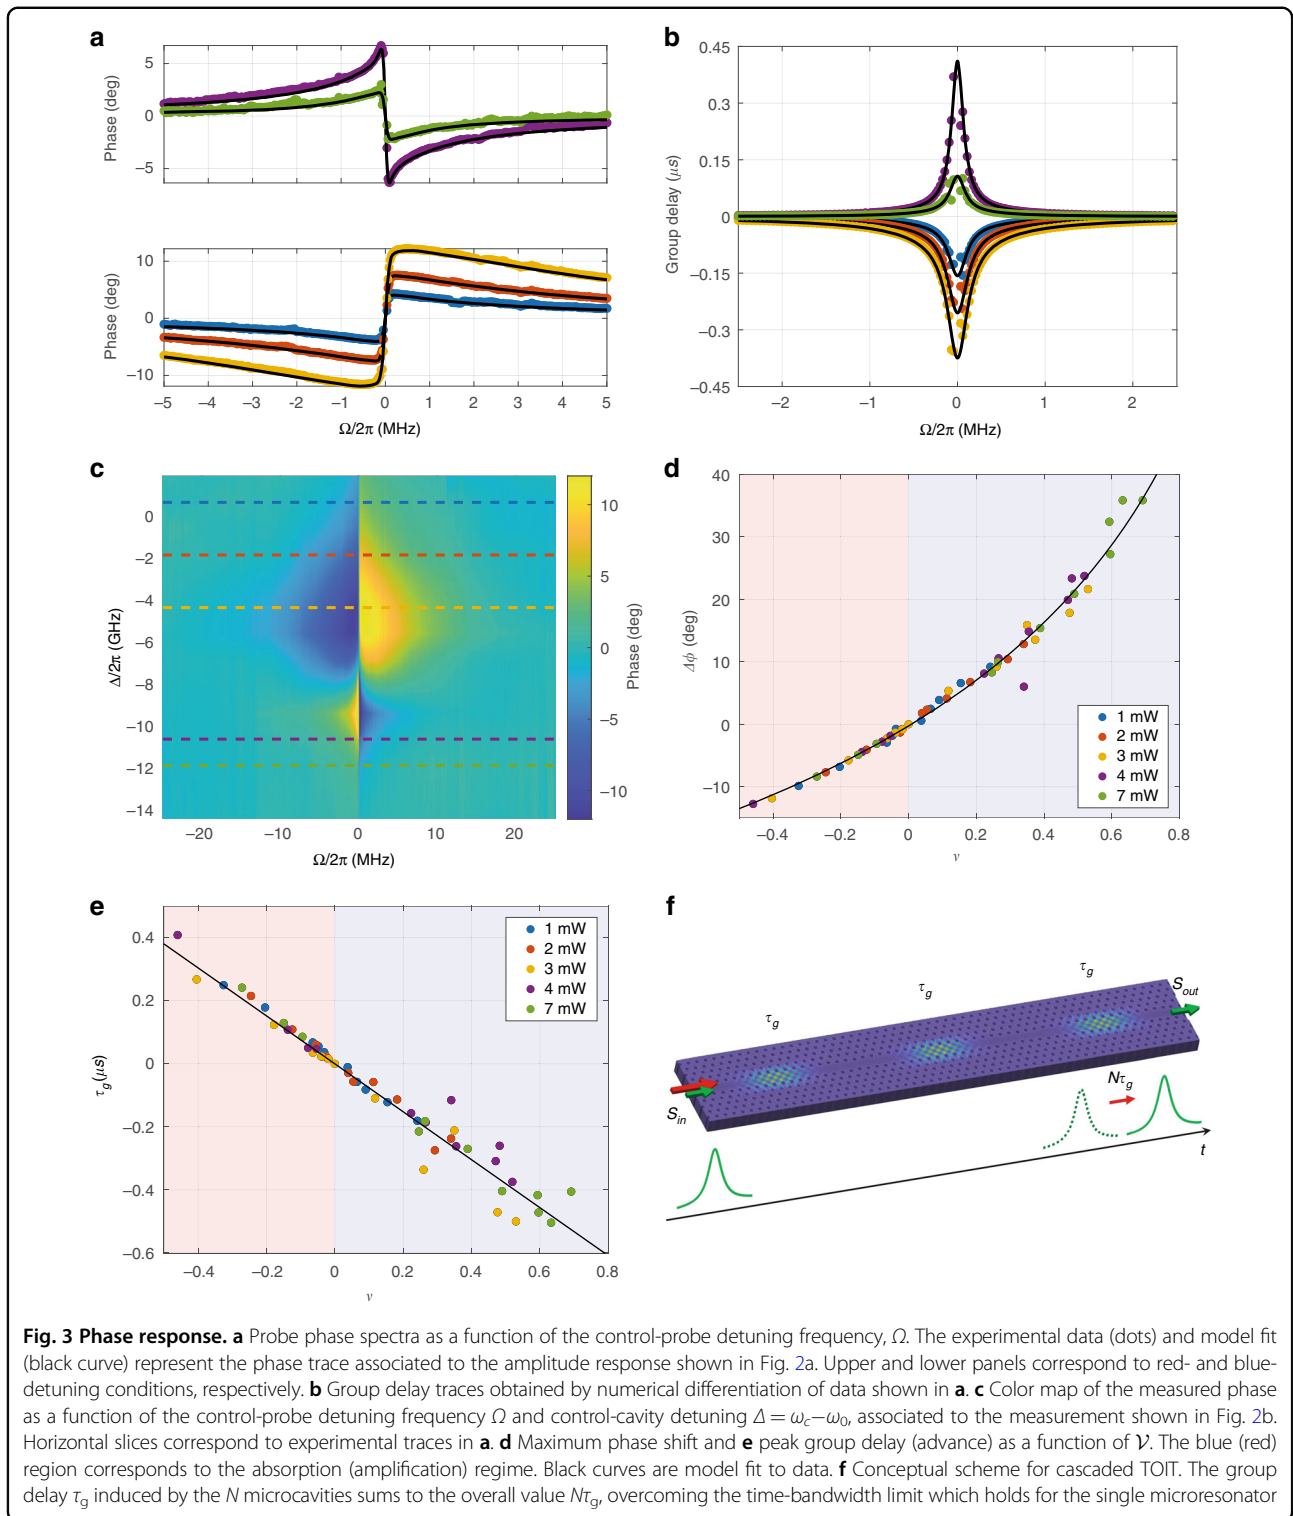 a
Phase (deg)
5
0
−5
Phase (deg)
10
0
−10
−5 −4 −3 −2 −1 0 1 2 3 4 5
Ω/2π (MHz)
b
Group delay (μs)
0.45
0.3
0.15
0
−0.15
−0.3
−0.45
−2 −1 0 1 2
Ω/2π (MHz)
c
Δ/2π (GHz)
0
−2
−4
−6
−8
−10
−12
−14
−20 −10 0 10 20
Ω/2π (MHz)
Phase (deg)
10
5
0
−5
−10
d
Δϕ (deg)
40
30
20
10
0
−10
−0.4 −0.2 0 0.2 0.4 0.6 0.8
v
1 mW
2 mW
3 mW
4 mW
7 mW
e
τg (μs)
0.4
0.2
0
−0.2
−0.4
−0.6
−0.4 −0.2 0 0.2 0.4 0.6 0.8
v
1 mW
2 mW
3 mW
4 mW
7 mW
f
τg
τg
τg
Sout
Sin
Nτg
t
Fig. 3 Phase response. a Probe phase spectra as a function of the control-probe detuning frequency, Ω. The experimental data (dots) and model fit
(black curve) represent the phase trace associated to the amplitude response shown in Fig. 2a. Upper and lower panels correspond to red- and blue-
detuning conditions, respectively. b Group delay traces obtained by numerical differentiation of data shown in a. c Color map of the measured phase
as a function of the control-probe detuning frequency Ω and control-cavity detuning Δ = ωc−ω0, associated to the measurement shown in Fig. 2b.
Horizontal slices correspond to experimental traces in a. d Maximum phase shift and e peak group delay (advance) as a function of 𝒱. The blue (red)
region corresponds to the absorption (amplification) regime. Black curves are model fit to data. f Conceptual scheme for cascaded TOIT. The group
delay τg induced by the N microcavities sums to the overall value Nτg, overcoming the time-bandwidth limit which holds for the single microresonator